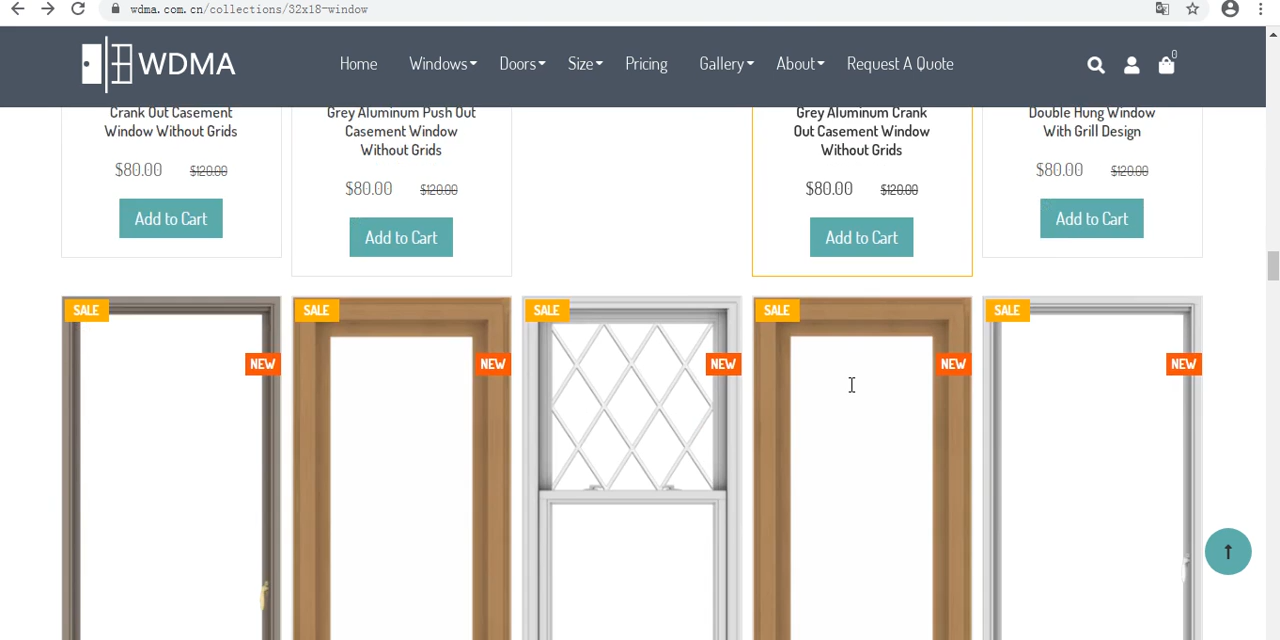 wdma.com.cn/collections/32x18-window
WDMA
Home
Windows
Doors
Size
Pricing
Gallery
About
Request A Quote
0
Crank Out Casement
Window Without Grids
$80.00 $120.00
Add to Cart
Grey Aluminum Push Out
Casement Window
Without Grids
$80.00 $120.00
Add to Cart
Grey Aluminum Crank
Out Casement Window
Without Grids
$80.00 $120.00
Add to Cart
Double Hung Window
With Grill Design
$80.00 $120.00
Add to Cart
SALE
NEW
SALE
NEW
SALE
NEW
SALE
NEW
SALE
NEW